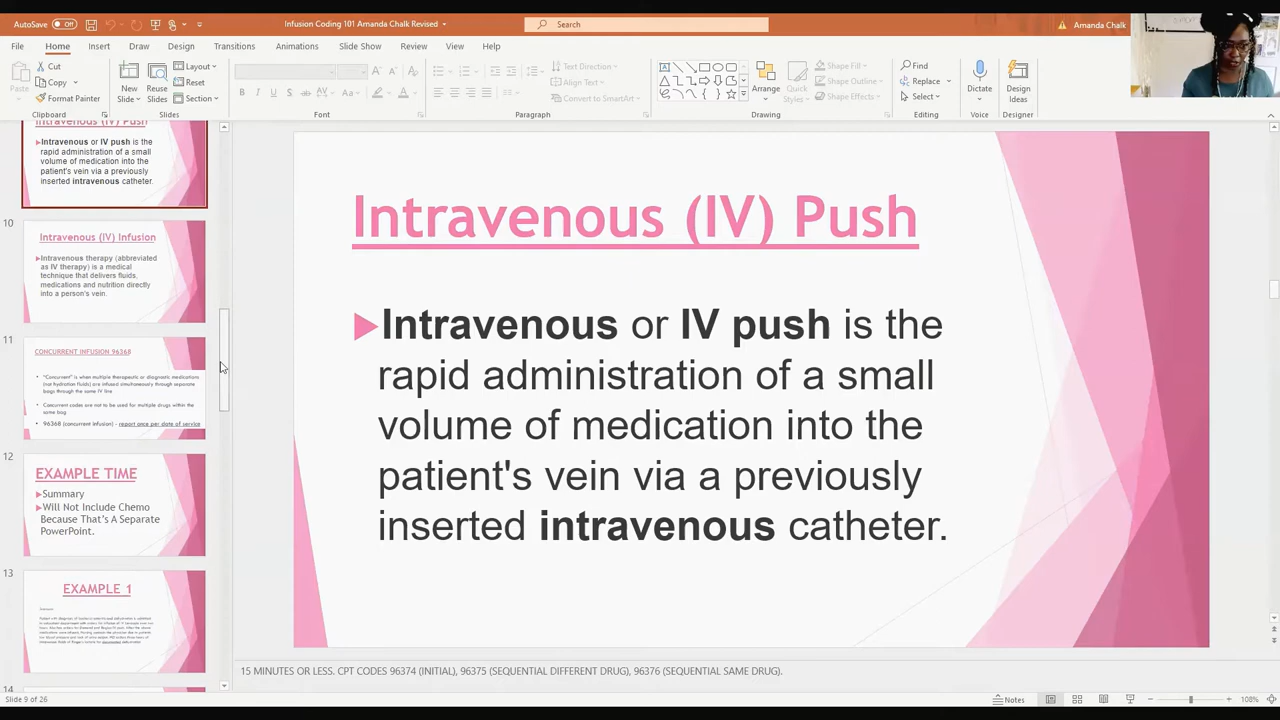 AutoSave Off
Infusion Coding 101 Amanda Chalk Revised
Search
Amanda Chalk
File Home Insert Draw Design Transitions Animations Slide Show Review View Help
Paste
Cut
Copy
Format Painter
Clipboard
New Slide
Reuse Slides
Layout
Reset
Section
Slides
Font
Text Direction
Align Text
Convert to SmartArt
Paragraph
Arrange
Quick Styles
Shape Fill
Shape Outline
Shape Effects
Drawing
Find
Replace
Select
Editing
Dictate
Voice
Design Ideas
Designer
Intravenous (IV) Push
Intravenous or IV push is the
rapid administration of a small
volume of medication into the
patient's vein via a previously
inserted intravenous catheter.
10
Intravenous (IV) Infusion
Intravenous therapy (abbreviated
as IV therapy) is a medical
technique that delivers fluids,
medications and nutrition directly
into a person's vein.
11
CONCURRENT INFUSION 96368
• "Concurrent" is when multiple therapeutic or diagnostic medications
(not hydration fluids) are infused simultaneously through separate
bags through the same IV line
• Concurrent codes are not to be used for multiple drugs within the
same bag
• 96368 (concurrent infusion) - report once per date of service
12
EXAMPLE TIME
Summary
Will Not Include Chemo
Because That's A Separate
PowerPoint.
13
EXAMPLE 1
14
Intravenous (IV) Push
Intravenous or IV push is the
rapid administration of a small
volume of medication into the
patient's vein via a previously
inserted intravenous catheter.
15 MINUTES OR LESS. CPT CODES 96374 (INITIAL), 96375 (SEQUENTIAL DIFFERENT DRUG), 96376 (SEQUENTIAL SAME DRUG).
Slide 9 of 26
Notes
108%